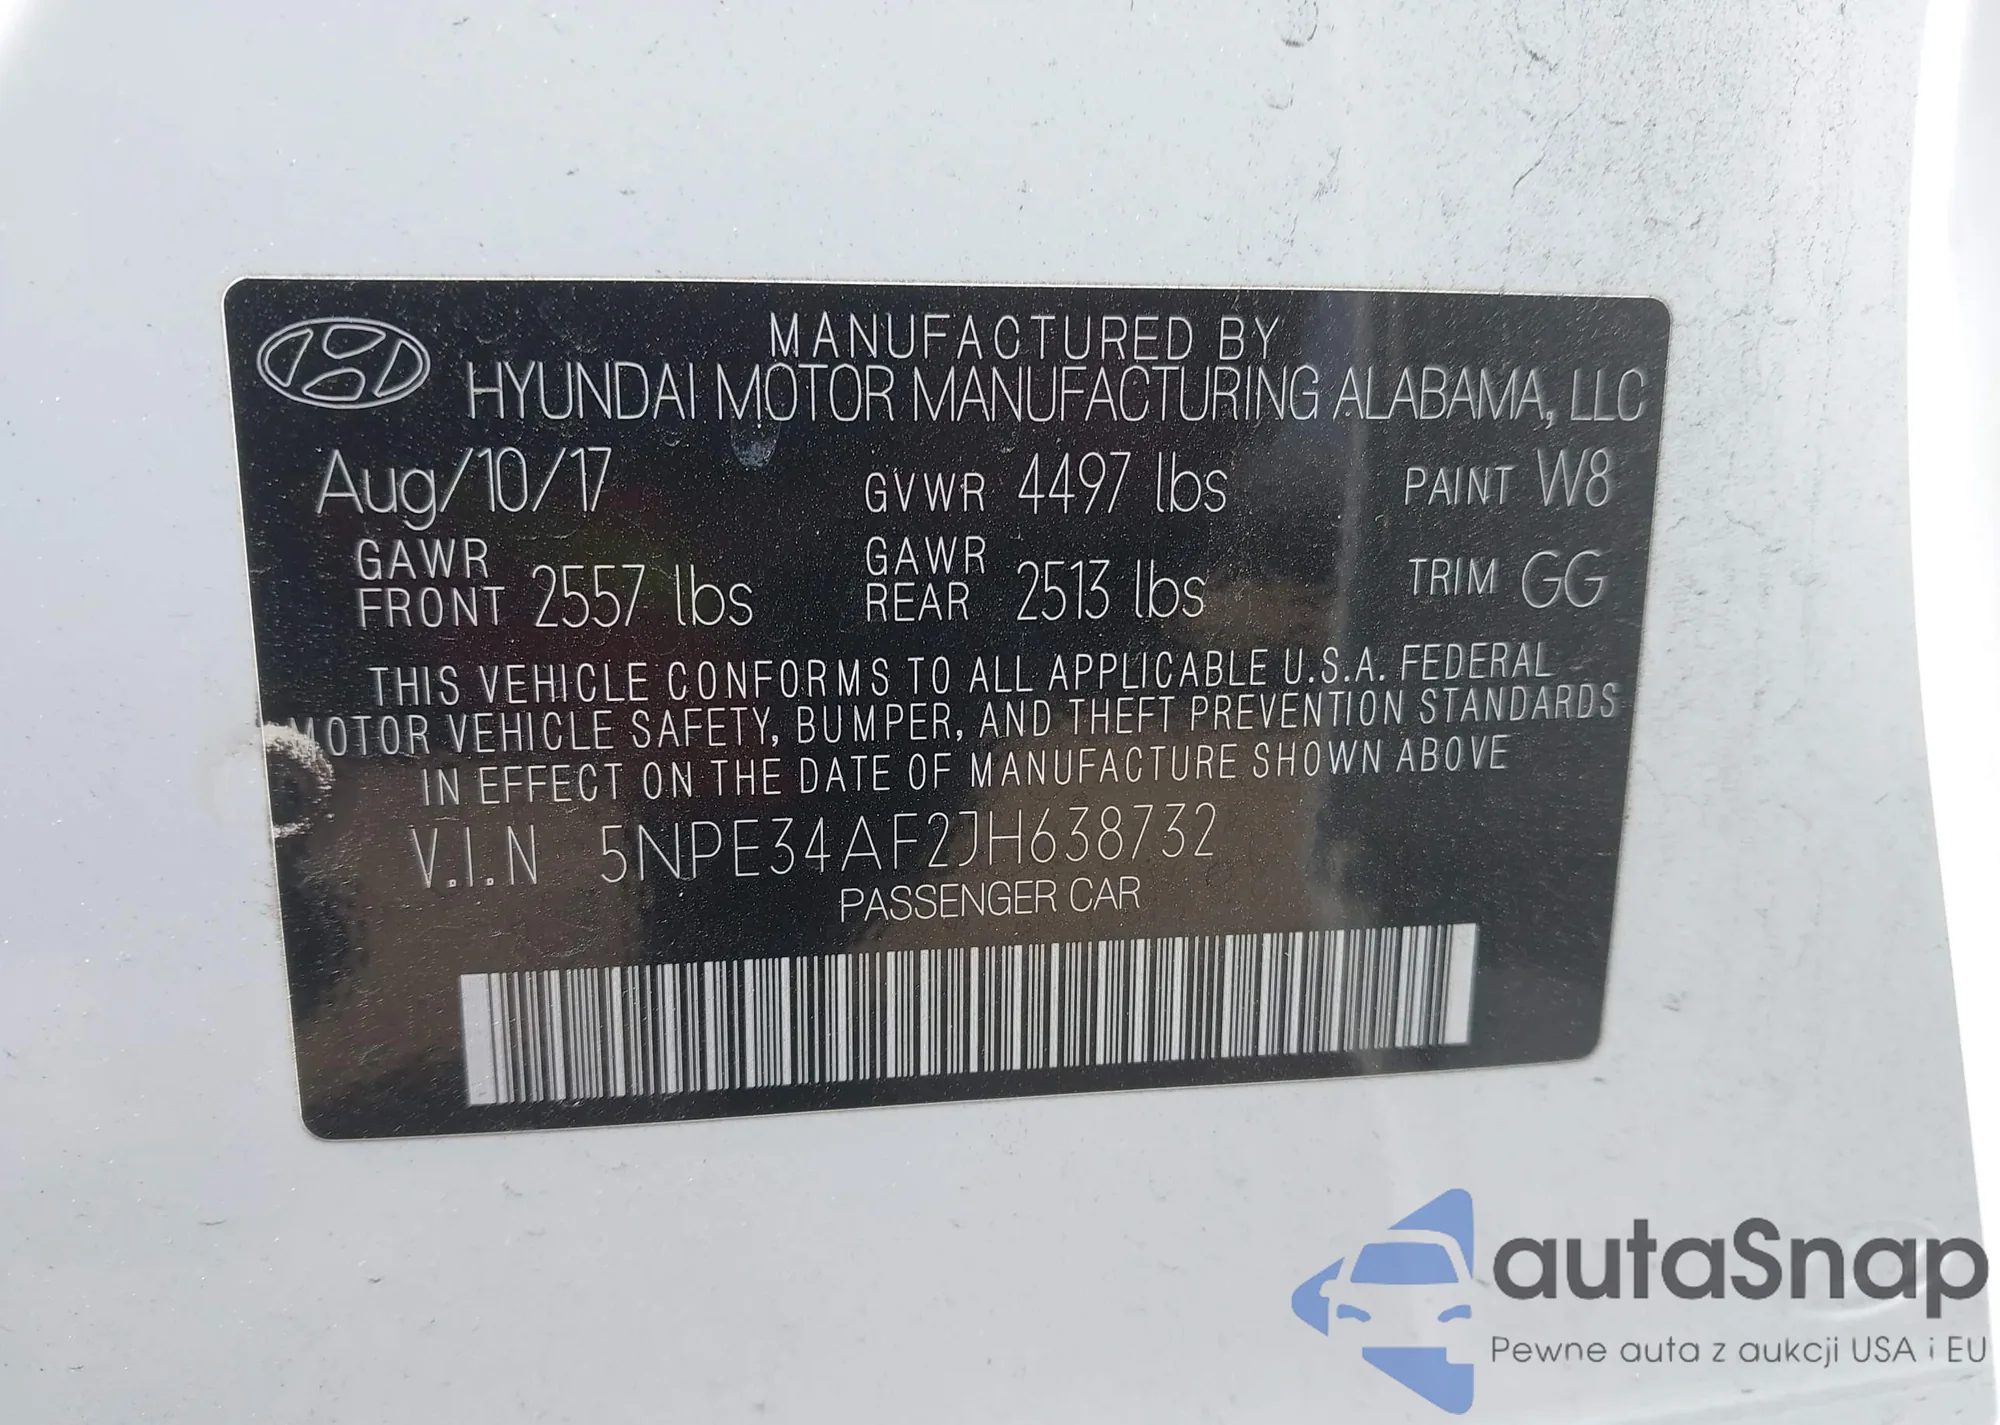 MANUFACTURED BY
HYUNDAI MOTOR MANUFACTURING ALABAMA, LLC
Aug/10/17 GVWR 4497 lbs PAINT W8
GAWR FRONT 2557 lbs GAWR REAR 2513 lbs TRIM GG
THIS VEHICLE CONFORMS TO ALL APPLICABLE U.S.A. FEDERAL
MOTOR VEHICLE SAFETY, BUMPER, AND THEFT PREVENTION STANDARDS
IN EFFECT ON THE DATE OF MANUFACTURE SHOWN ABOVE
V.I.N 5NPE34AF2JH638732
PASSENGER CAR
autaSnap
Pewne auta z aukcji USA i EU